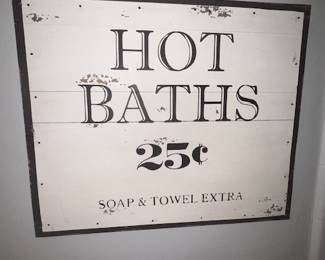 HOT
BATHS
25¢
SOAP & TOWEL EXTRA